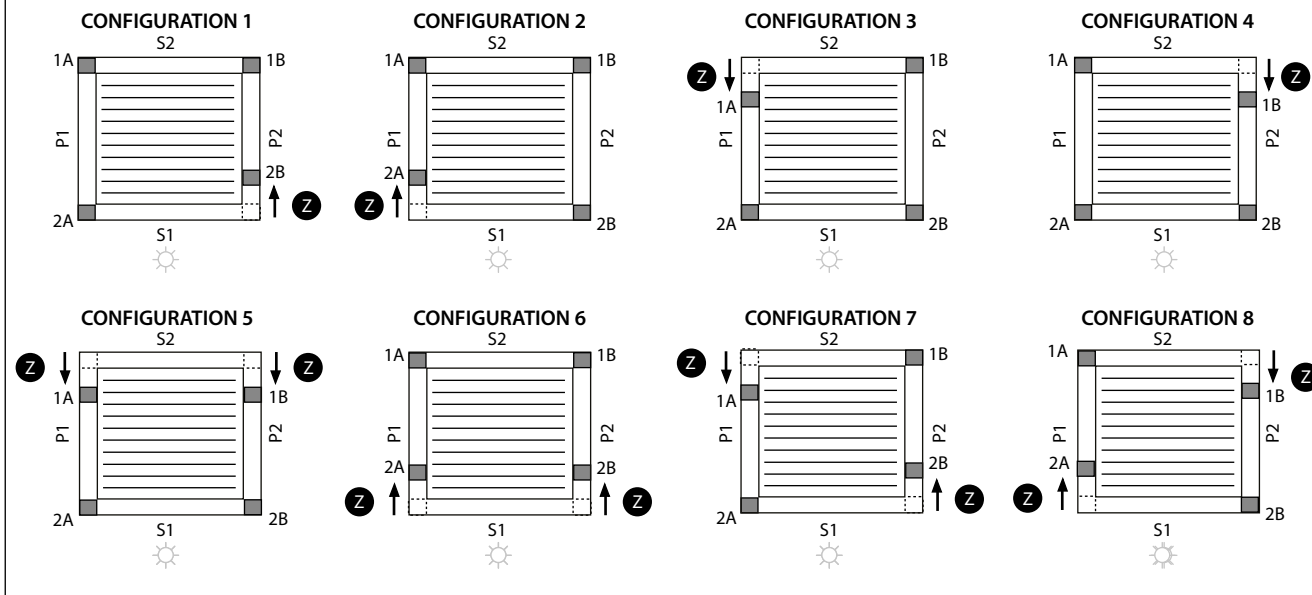 CONFIGURATION 1
S2
1A
1B
P1
P2
2B
Z
2A
S1
CONFIGURATION 2
S2
1A
1B
P1
P2
2A
Z
2B
S1
CONFIGURATION 3
S2
Z
1B
1A
P1
P2
2A
2B
S1
CONFIGURATION 4
S2
1A
Z
1B
P1
P2
2A
2B
S1
CONFIGURATION 5
S2
Z
Z
1A
1B
P1
P2
2A
2B
S1
CONFIGURATION 6
S2
1A
1B
P1
P2
2A
2B
Z
Z
S1
CONFIGURATION 7
S2
Z
1B
1A
P1
P2
2B
Z
2A
S1
CONFIGURATION 8
S2
1A
Z
1B
P1
P2
2A
Z
2B
S1